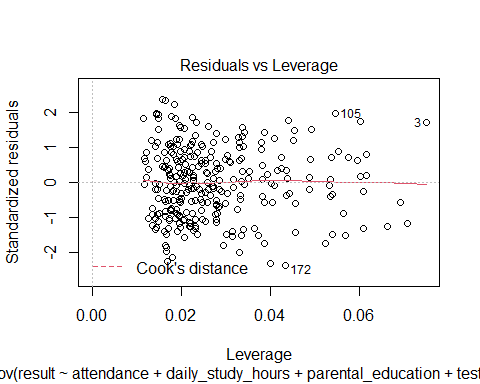 Residuals vs Leverage
Standardized residuals
2
1
0
-1
-2
105
3
172
Cook's distance
0.00 0.02 0.04 0.06
Leverage
ov(result ~ attendance + daily_study_hours + parental_education + test